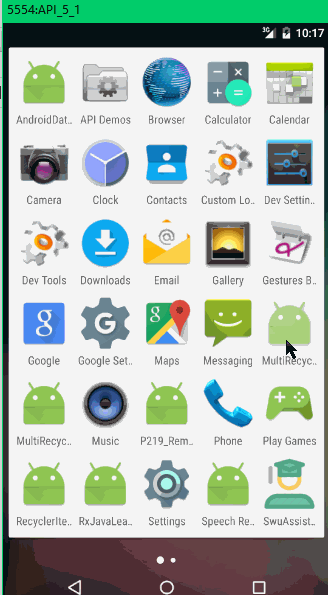 5554:API_5_1
3G 10:17
AndroidDat.. API Demos Browser Calculator Calendar
Camera Clock Contacts Custom Lo.. Dev Settin..
Dev Tools Downloads Email Gallery Gestures B..
Google Google Set.. Maps Messaging MultiRecyc..
MultiRecyc.. Music P219_Rem.. Phone Play Games
RecyclerIte.. RxJavaLea.. Settings Speech Re.. SwuAssist..